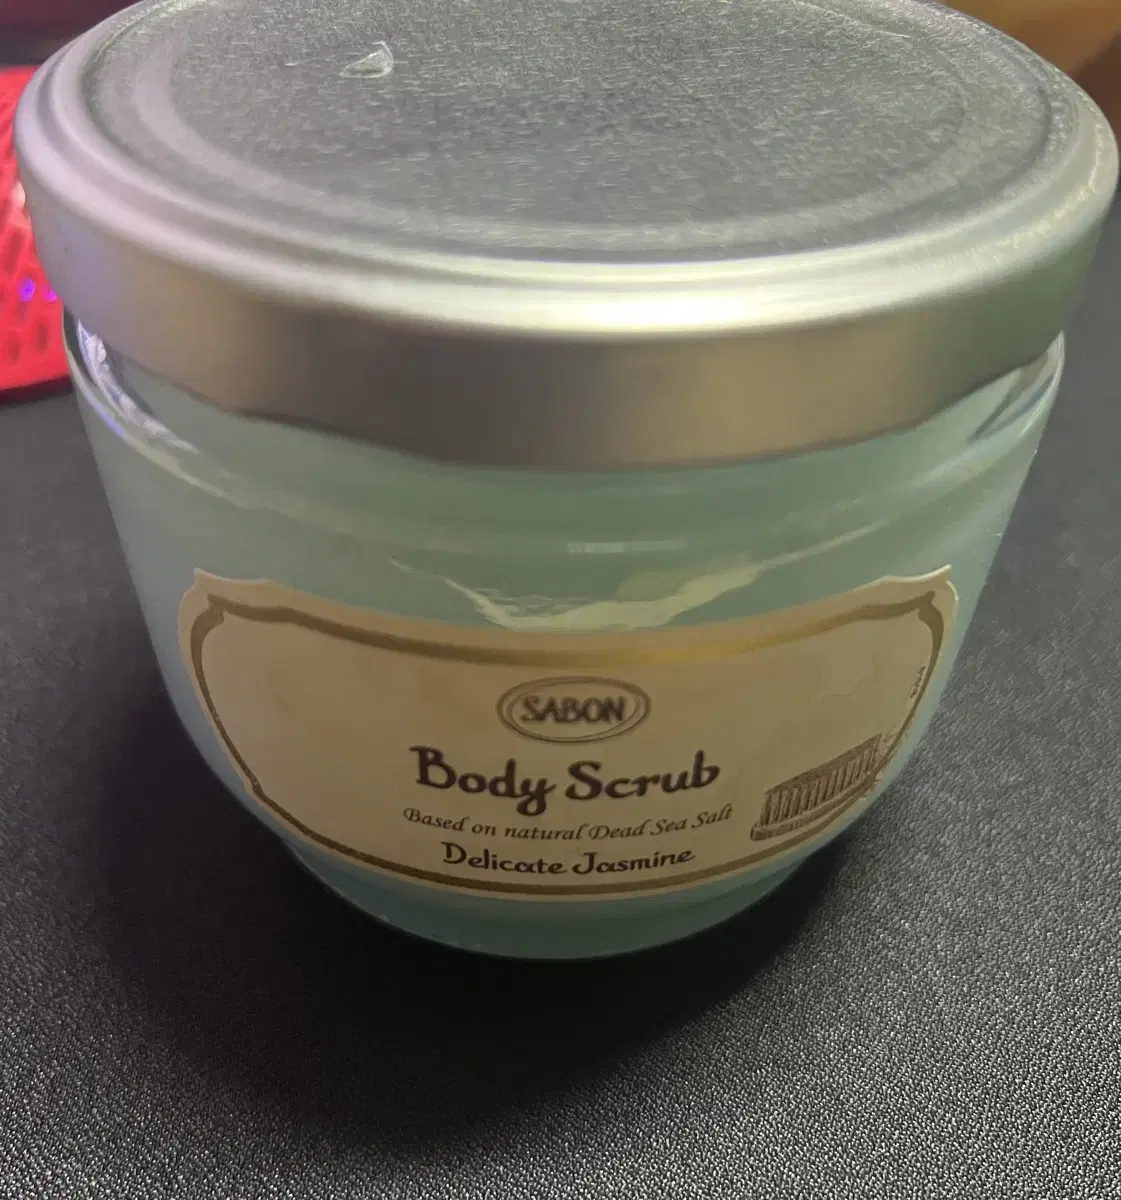 SABON
Body Scrub
Based on natural Dead Sea Salt
Delicate Jasmine